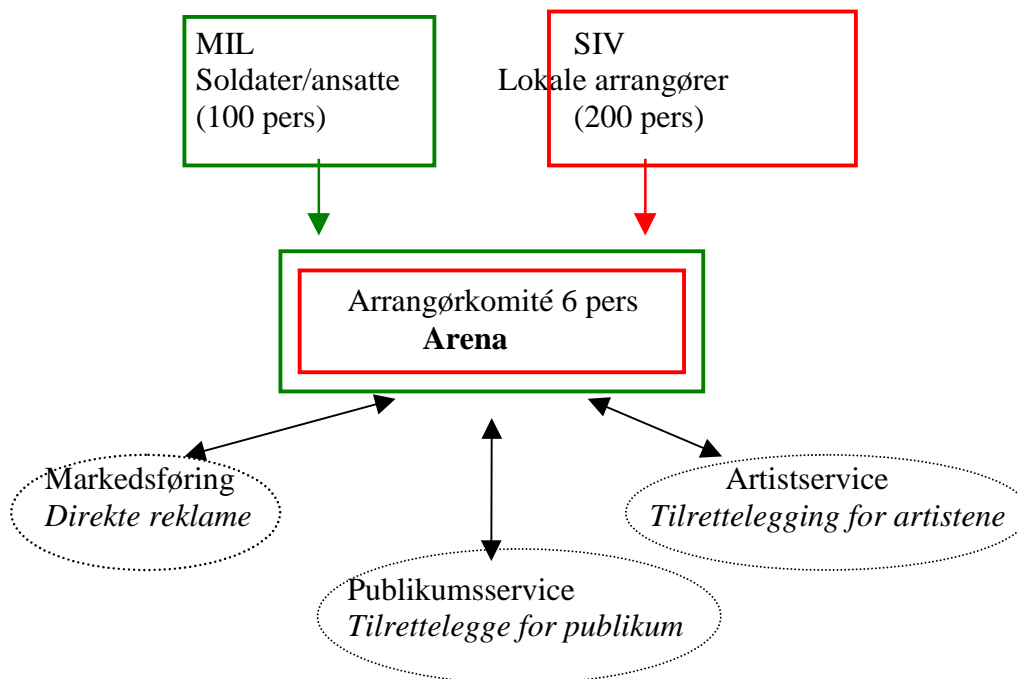 MIL
Soldater/ansatte
(100 pers)
SIV
Lokale arrangører
(200 pers)
Arrangørkomité 6 pers
Arena
Markedsføring
Direkte reklame
Artistservice
Tilrettelegging for artistene
Publikumsservice
Tilrettelegge for publikum